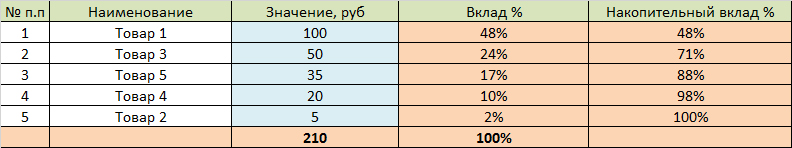 № п.п Наименование Значение, руб Вклад % Накопительный вклад %
1 Товар 1 100 48% 48%
2 Товар 3 50 24% 71%
3 Товар 5 35 17% 88%
4 Товар 4 20 10% 98%
5 Товар 2 5 2% 100%
210 100%